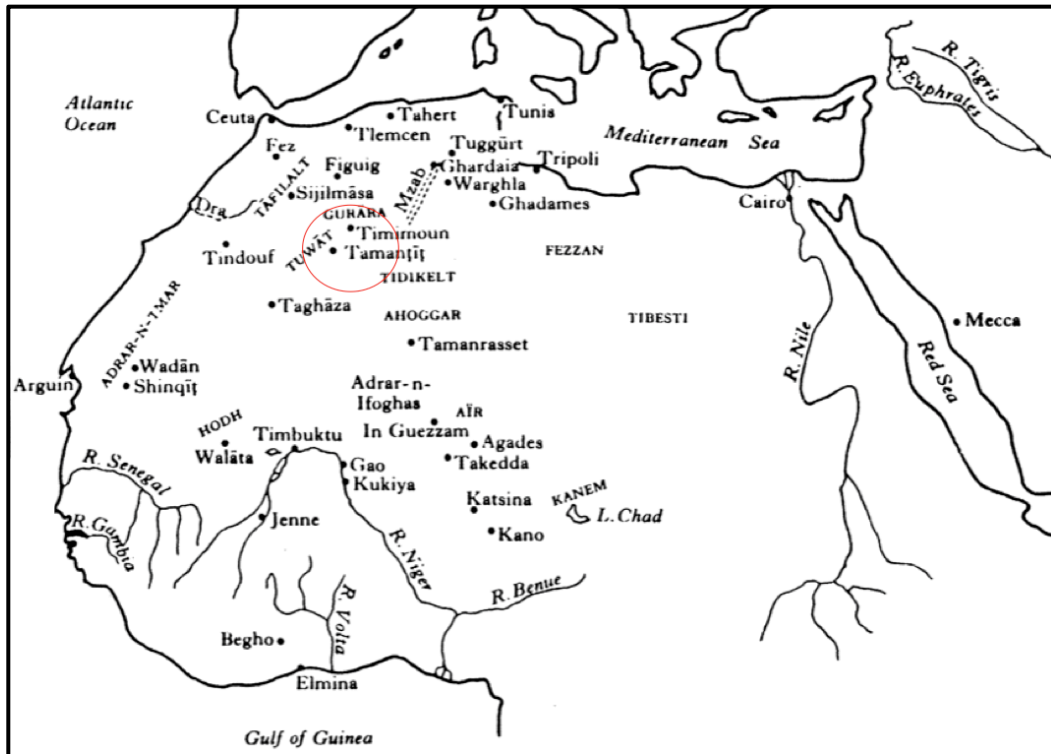 R. Tigris
R. Euphrates
Atlantic
Ocean
Ceuta
Tahert
Tunis
Tlemcen
Mediterranean Sea
Fez
Tuggūrt
Figuig
Ghardaia
Tripoli
TĀFILALT
Mzab
Warghla
Sijilmāsa
Dra
Ghadames
Cairo
GURARA
Timimoun
TUWĀT
Tamanṭīṭ
Tindouf
FEZZAN
TIDIKELT
Taghāza
AHOGGAR
TIBESTI
Mecca
ADRAR-N-TMAR
Tamanrasset
R. Nile
Red Sea
Wadān
Arguin
Shinqīṭ
Adrar-n-
Ifoghas
AÏR
HODH
In Guezzam
Timbuktu
Agades
Walāta
Takedda
Gao
R. Senegal
Kukiya
KANEM
Katsina
L. Chad
Jenne
R. Gambia
Kano
R. Niger
R. Benue
R. Volta
Begho
Elmina
Gulf of Guinea